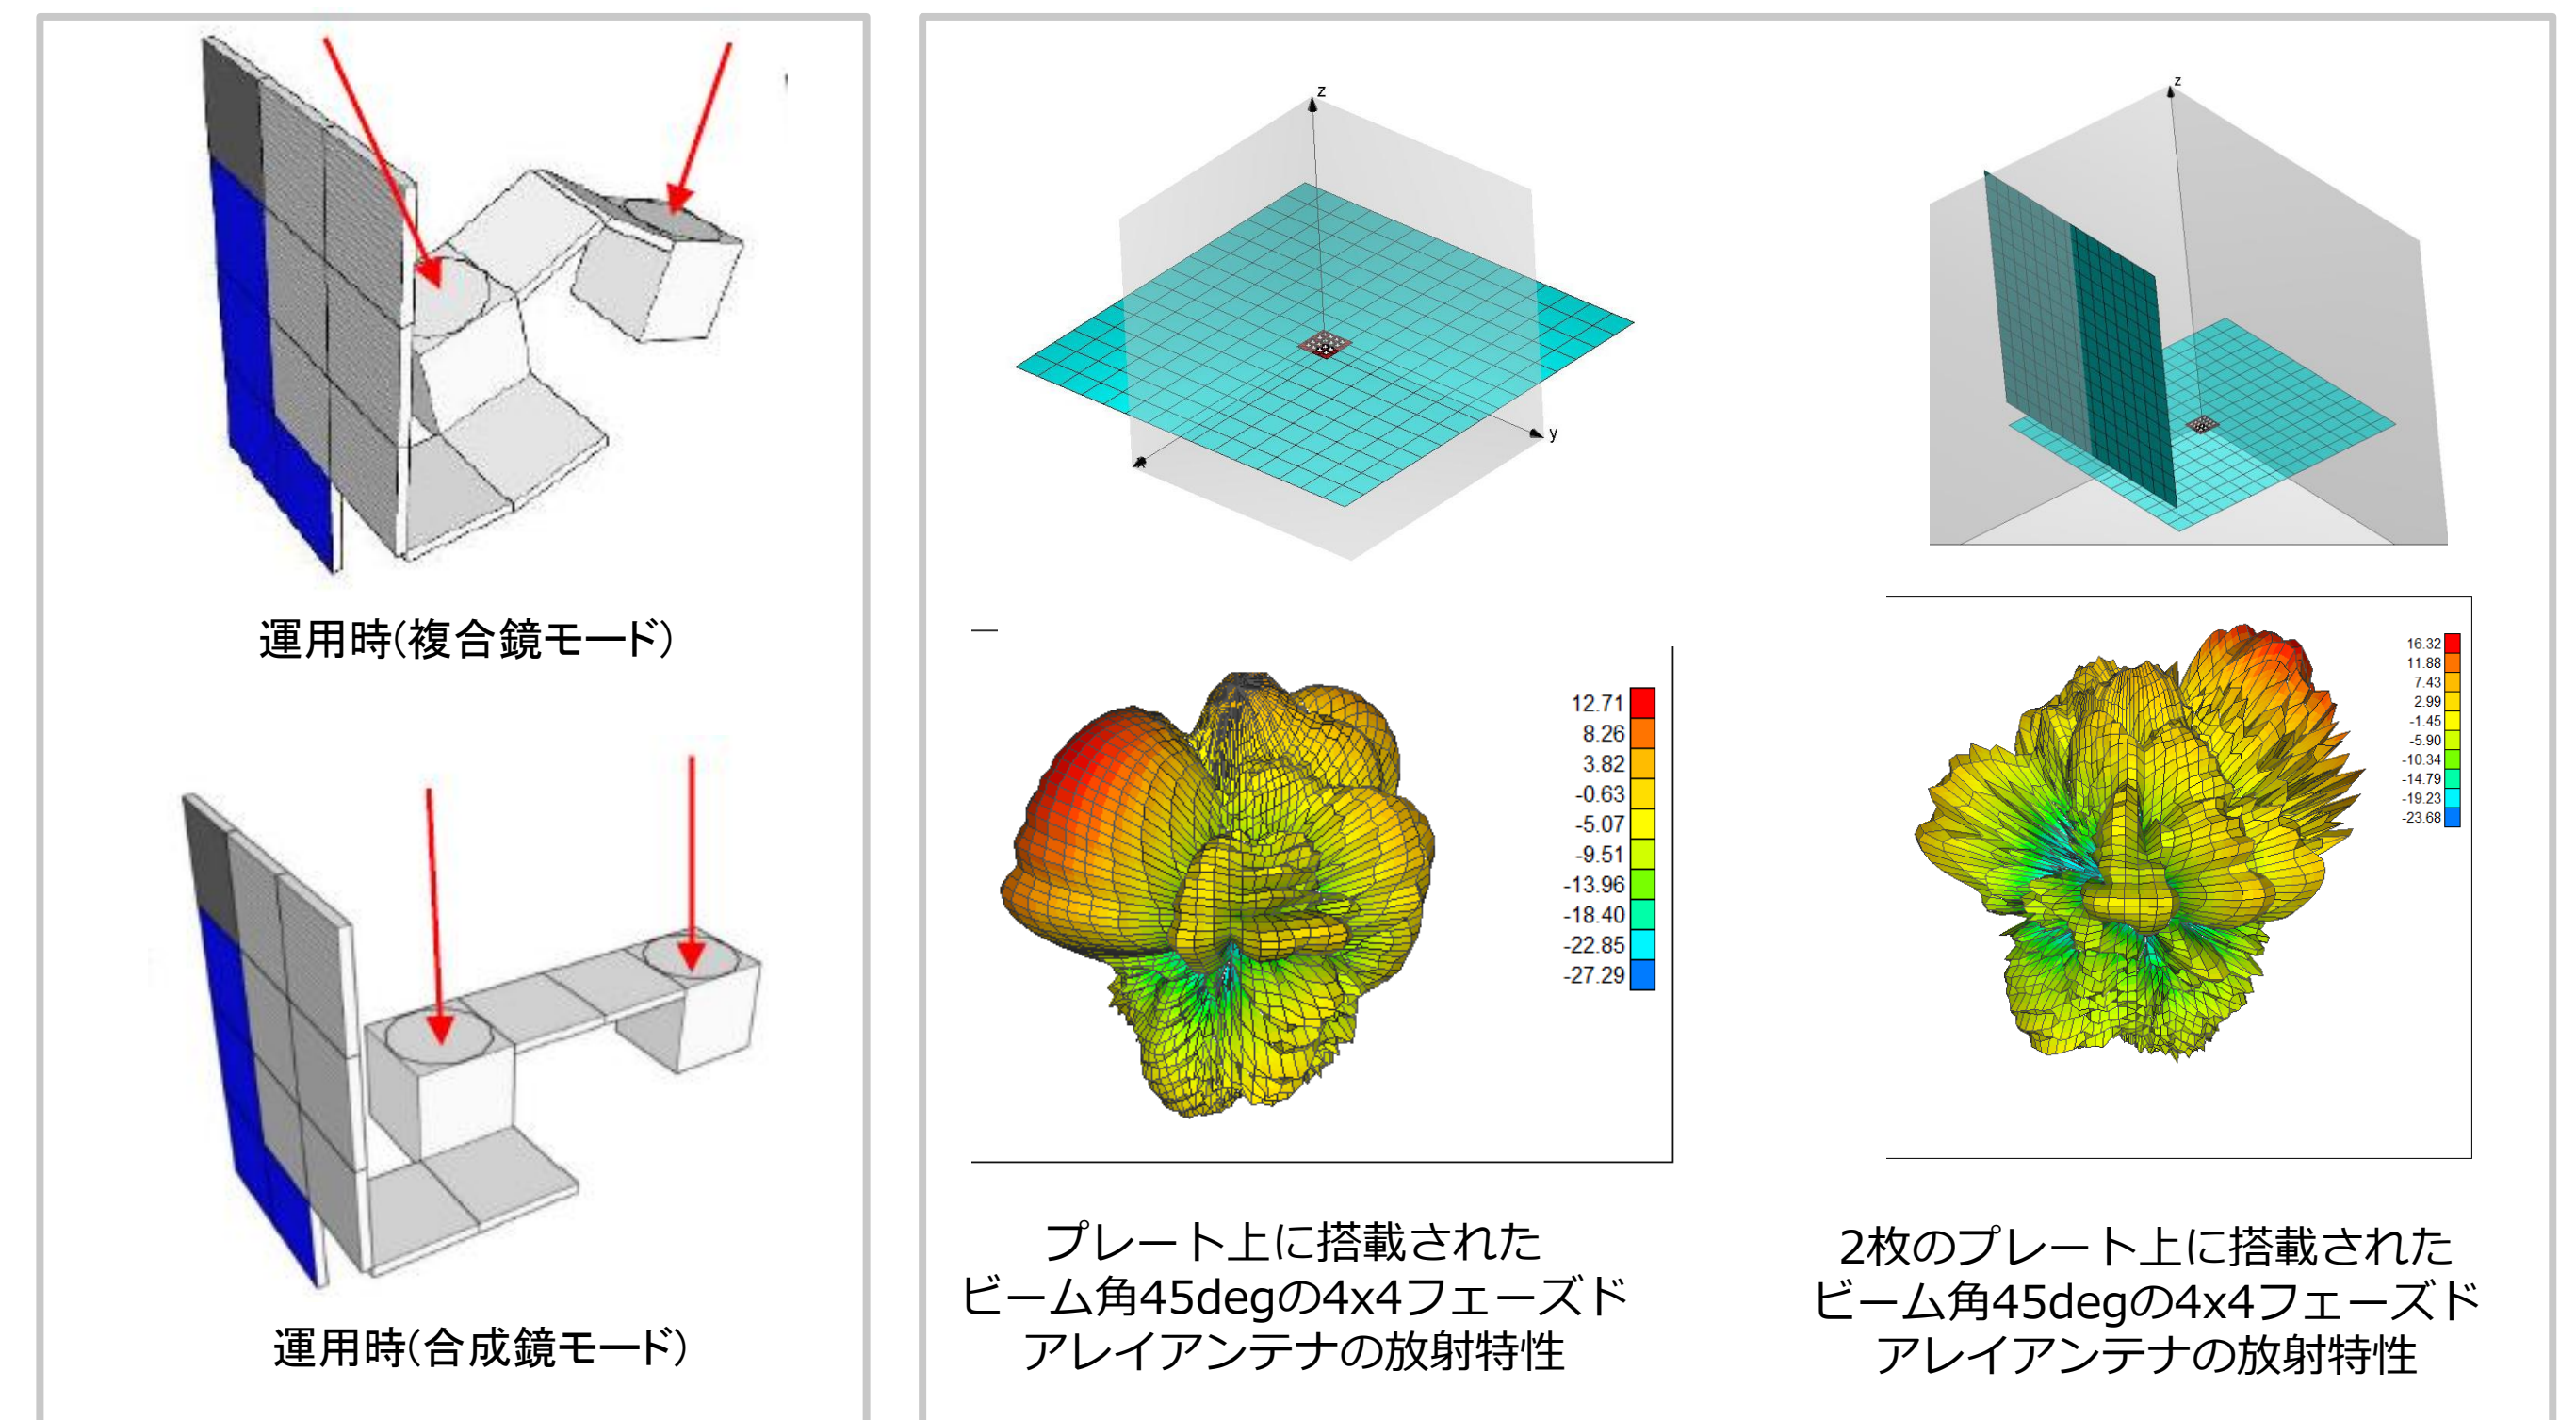 運用時(複合鏡モード)
運用時(合成鏡モード)
z
y
12.71
8.26
3.82
-0.63
-5.07
-9.51
-13.96
-18.40
-22.85
-27.29
プレート上に搭載された
ビーム角45degの4x4フェーズド
アレイアンテナの放射特性
z
16.32
11.88
7.43
2.99
-1.45
-5.90
-10.34
-14.79
-19.23
-23.68
2枚のプレート上に搭載された
ビーム角45degの4x4フェーズド
アレイアンテナの放射特性